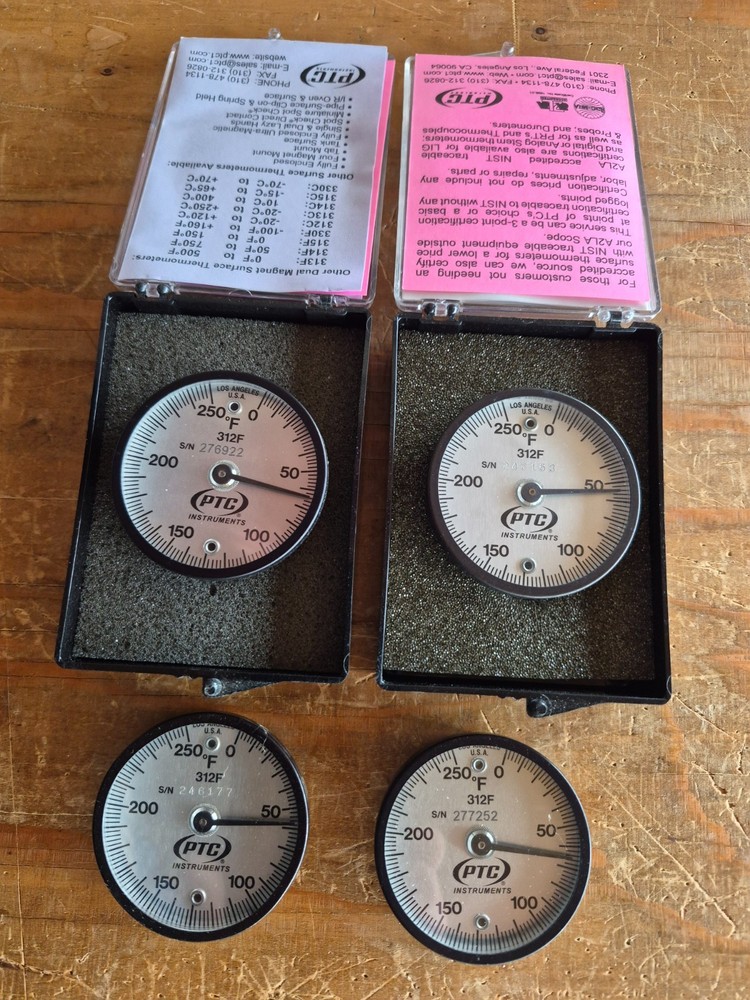 Other Dual Magnet Surface Thermometers:
313F: 0°F to 500°F
314F: 50°F to 750°F
315F: 0°F to 150°F
330F: -100°F to +160°F
312C: -20°C to +120°C
313C: -20°C to +250°C
314C: 10°C to 400°C
315C: -15°C to +65°C
330C: -70°C to +70°C
Other Surface Thermometers Available:
• Fully Enclosed
• Four Magnet Mount
• Tab Mount
• Tank Surface
• Fully Enclosed Ultra-Magnetic
• Single & Dual Lazy Hands
• Spot Check® Direct Contact
• Miniature Spot Check®
• Pipe-Surface Clip-on
• I/R Oven & Surface & Spring Held
PTC®
INSTRUMENTS
PHONE: (310) 478-1134
FAX: (310) 312-0826
E-mail: sales@ptc1.com
website: www.ptc1.com
For those customers not needing an
accredited source, we can also certify
surface thermometers for a lower price
with NIST traceable equipment outside
our A2LA Scope.
This service can be a 3-point certification
at points of PTC's choice or a basic
certification traceable to NIST without any
logged points.
Certification prices do not include any
labor, adjustments, repairs, or parts.
A2LA accredited NIST traceable
certifications are also available for LIG
and Digital or Analog Stem Thermometers
as well as for PRT's and Thermocouples
& Probes; and Durometers.
PTC®
INSTRUMENTS
2301 Federal Ave., Los Angeles, CA 90064
Phone: (310) 478-1134 • FAX: (310) 312-0826
E-mail: sales@ptc1.com • Web: www.ptc1.com
LOS ANGELES
U.S.A.
250 0
°F
312F
S/N 276922
200 50
PTC®
INSTRUMENTS
150 100
LOS ANGELES
U.S.A.
250 0
°F
312F
S/N
200 50
PTC®
INSTRUMENTS
150 100
LOS ANGELES
U.S.A.
250 0
°F
312F
S/N 246177
200 50
PTC®
INSTRUMENTS
150 100
LOS ANGELES
U.S.A.
250 0
°F
312F
S/N 277252
200 50
PTC®
INSTRUMENTS
150 100